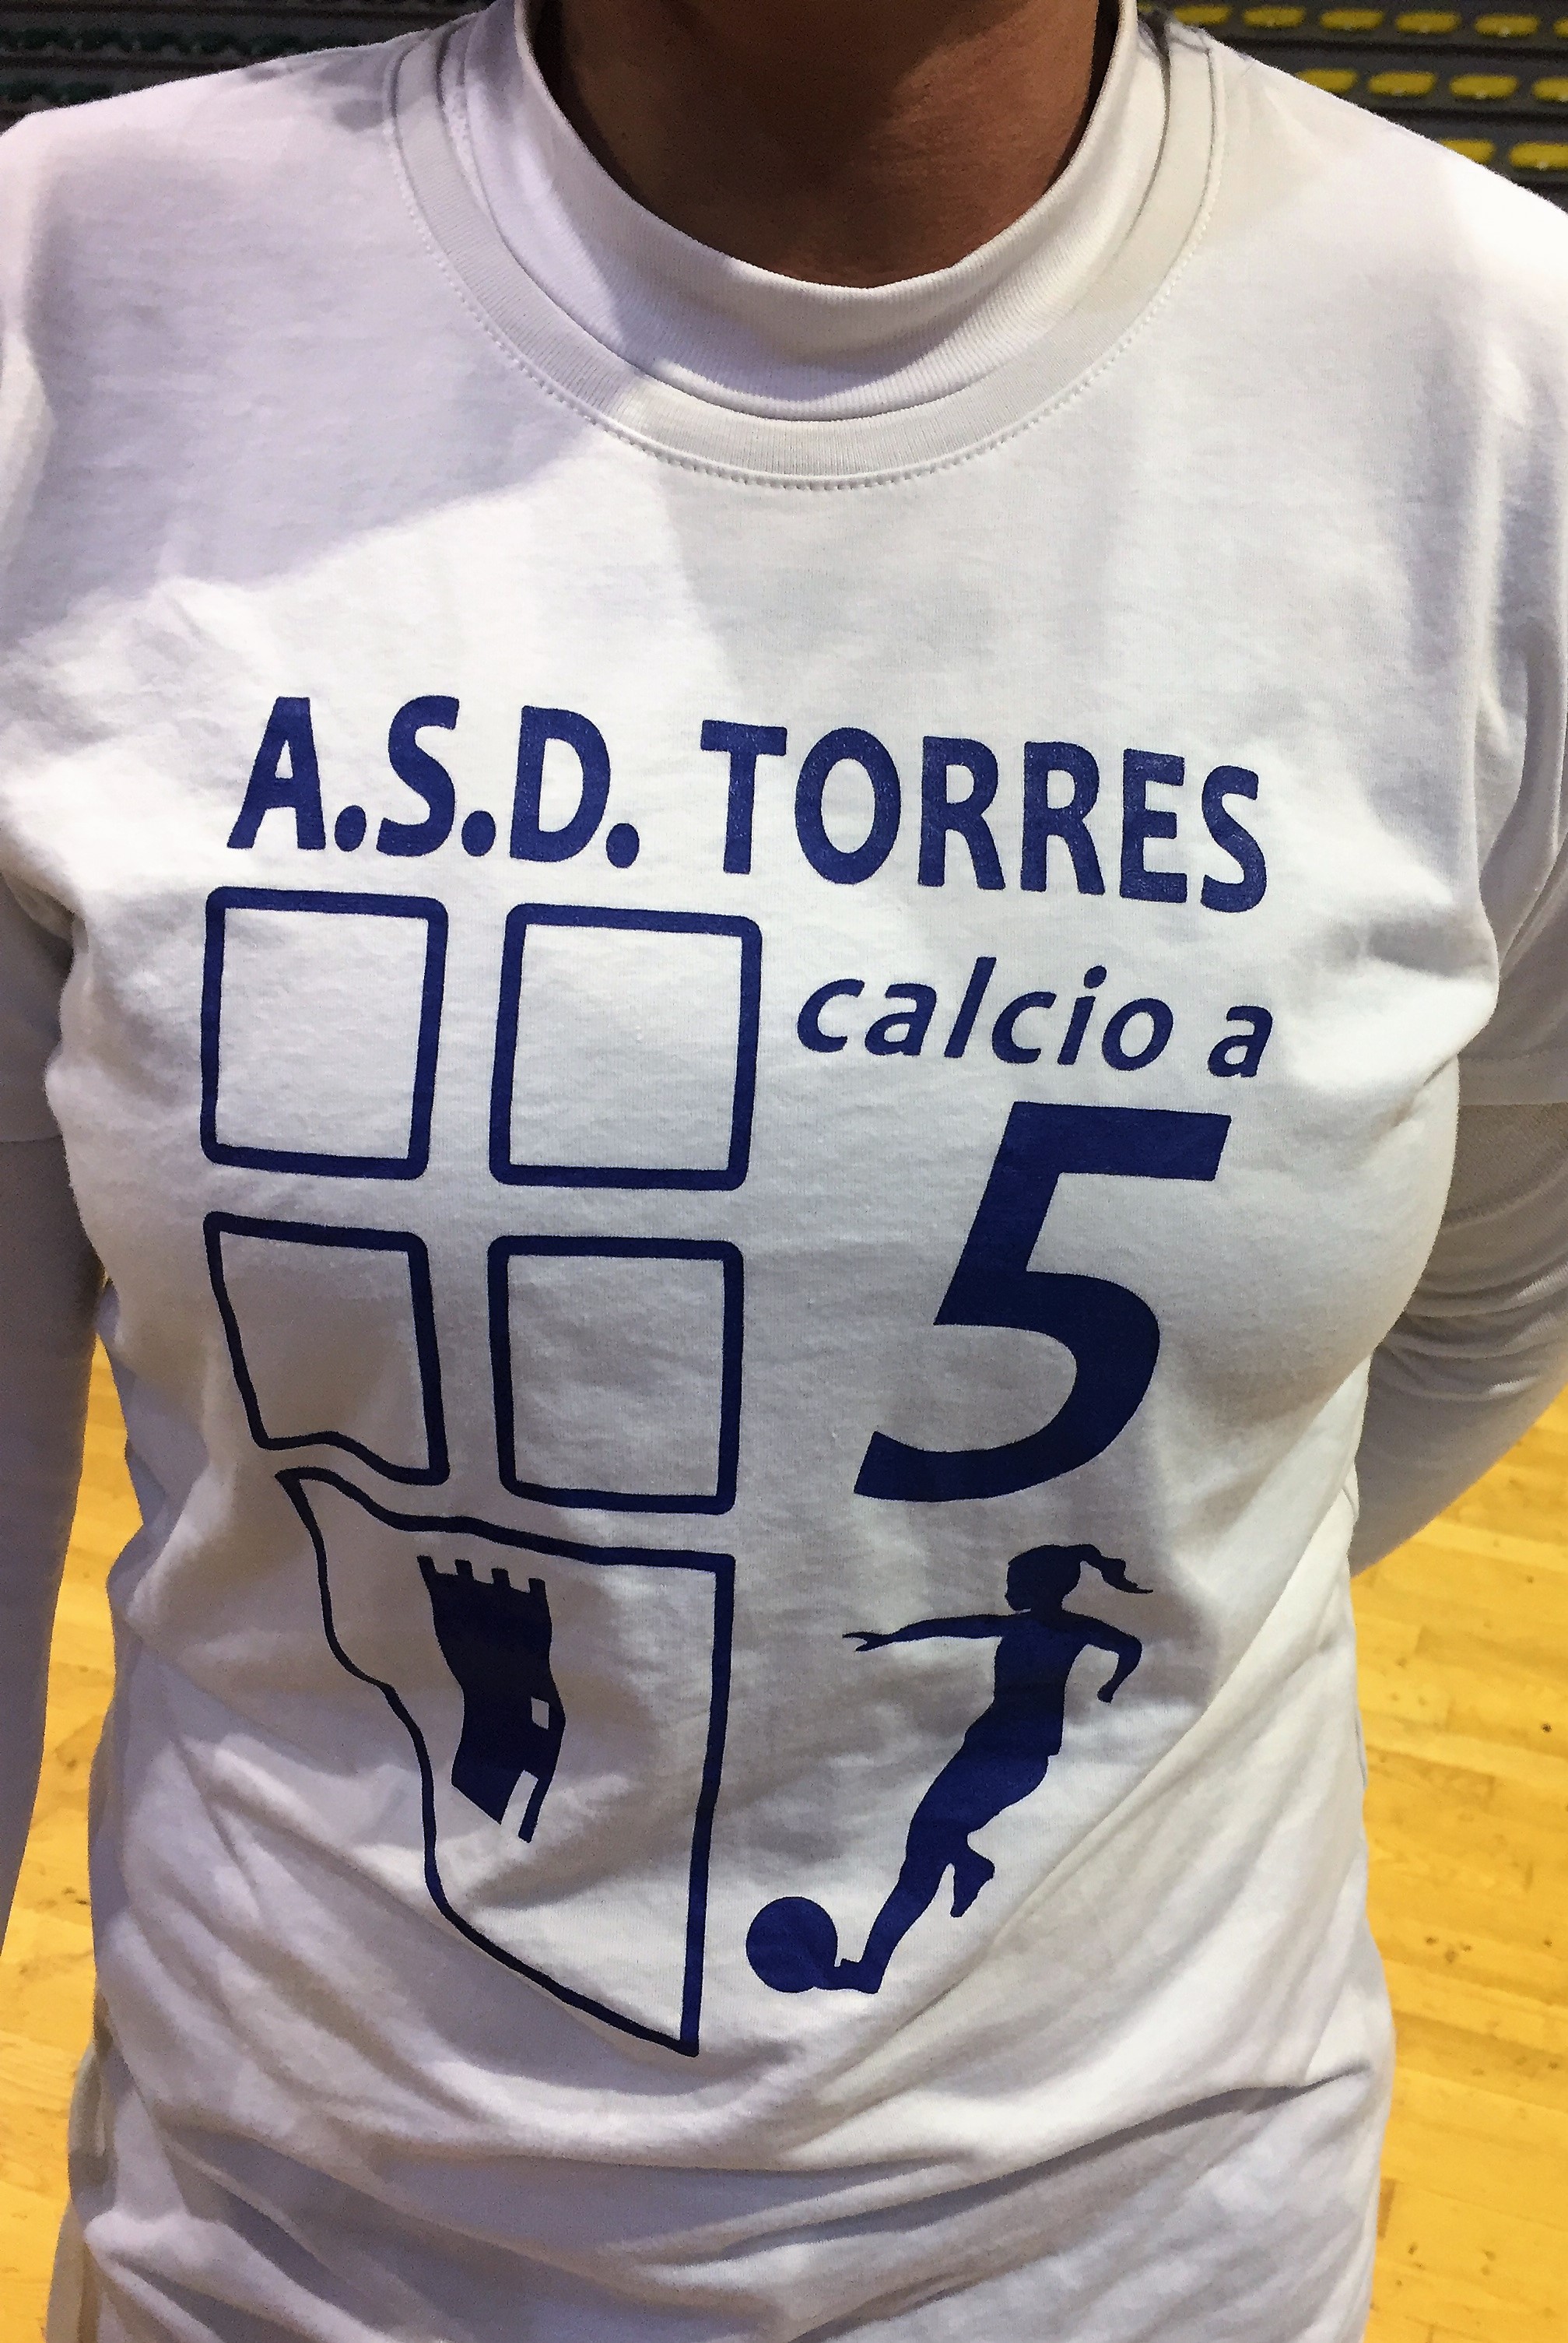 A.S.D. TORRES
calcio a
5